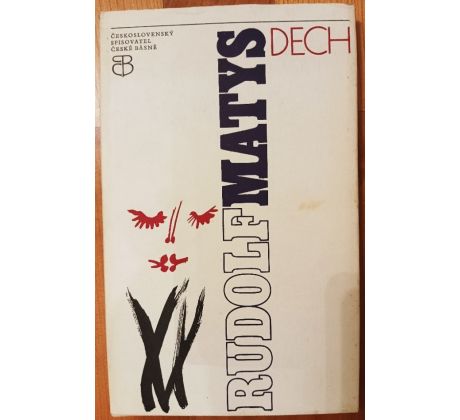 ČESKOSLOVENSKÝ
SPISOVATEL
ČESKÉ BÁSNĚ
RUDOLF MATYS
DECH